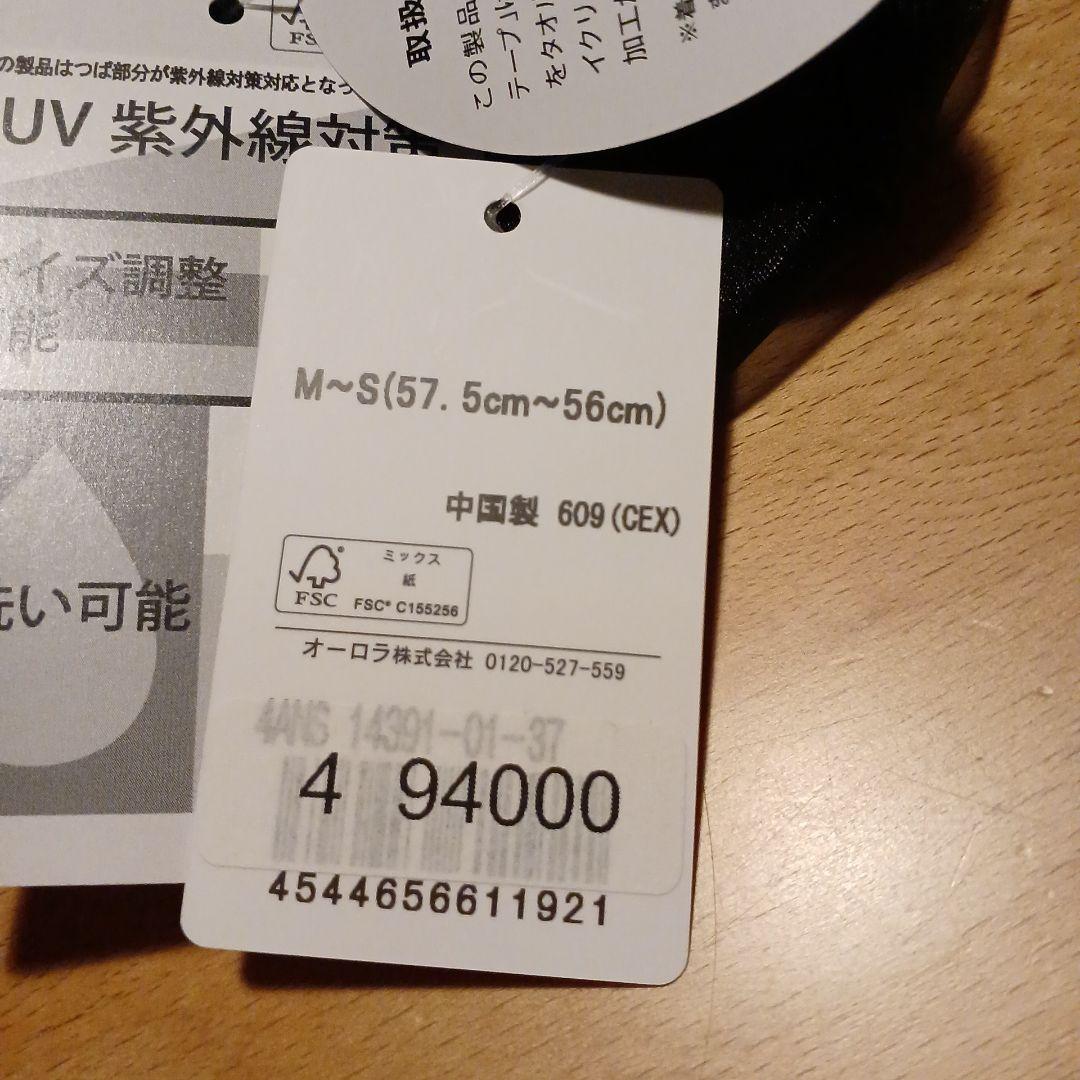 取扱
この製品
テープル
をタオル
イクリ
加工
※着
FS
の製品はつば部分が紫外線対策対応となっ
UV 紫外線対策
イズ調整
能
洗い可能
M~S(57.5cm~56cm)
中国製 609(CEX)
FSC
ミックス
紙
FSC® C155256
オーロラ株式会社 0120-527-559
4ANS 14391-01-37
4 94000
4544656611921